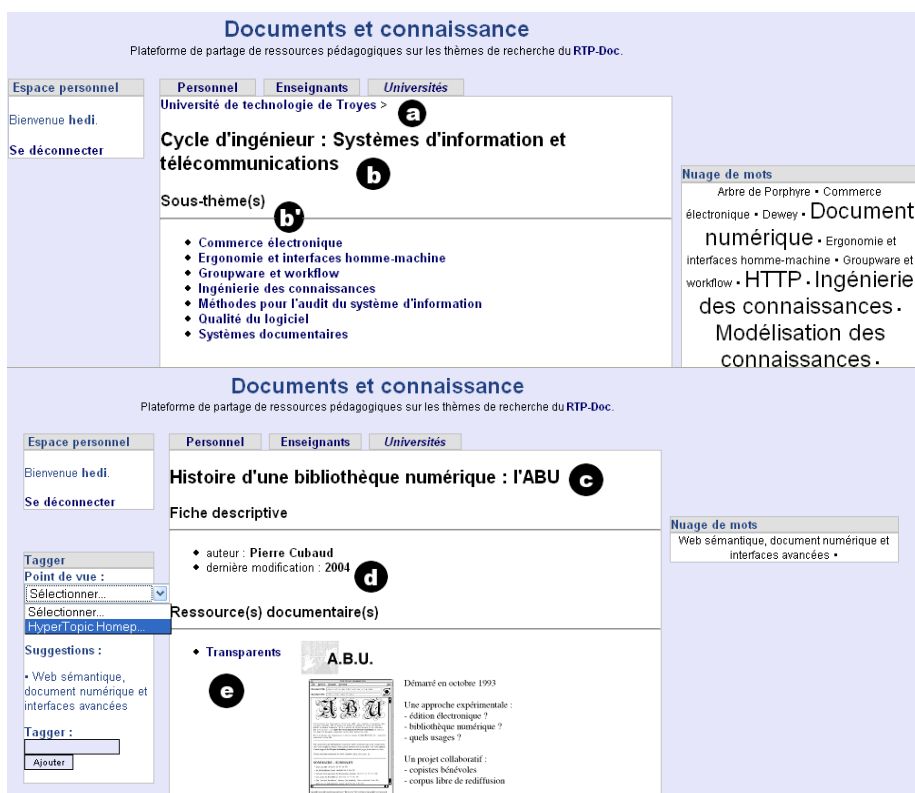 Documents et connaissance
Plateforme de partage de ressources pédagogiques sur les thèmes de recherche du RTP-Doc.
Espace personnel
Bienvenue hedi.
Se déconnecter
Personnel Enseignants Universités
Université de technologie de Troyes >
a
Cycle d'ingénieur : Systèmes d'information et
télécommunications
b
Sous-thème(s)
b'
Commerce électronique
Ergonomie et interfaces homme-machine
Groupware et workflow
Ingénierie des connaissances
Méthodes pour l'audit du système d'information
Qualité du logiciel
Systèmes documentaires
Nuage de mots
Arbre de Porphyre • Commerce
électronique • Dewey • Document
numérique • Ergonomie et
interfaces homme-machine • Groupware et
workflow • HTTP • Ingénierie
des connaissances •
Modélisation des
connaissances •
Documents et connaissance
Plateforme de partage de ressources pédagogiques sur les thèmes de recherche du RTP-Doc.
Espace personnel
Bienvenue hedi.
Se déconnecter
Tagger
Point de vue :
Sélectionner...
Sélectionner...
HyperTopic Homep...
Suggestions :
• Web sémantique,
document numérique et
interfaces avancées
Tagger :
Ajouter
Personnel Enseignants Universités
Histoire d'une bibliothèque numérique : l'ABU
c
Fiche descriptive
auteur : Pierre Cubaud
dernière modification : 2004
d
Ressource(s) documentaire(s)
Transparents
e
A.B.U.
A B U
Démarré en octobre 1993
Une approche expérimentale :
- édition électronique ?
- bibliothèque numérique ?
- quels usages ?
Un projet collaboratif :
- copistes bénévoles
- corpus libre de rediffusion
Nuage de mots
Web sémantique, document numérique et
interfaces avancées •